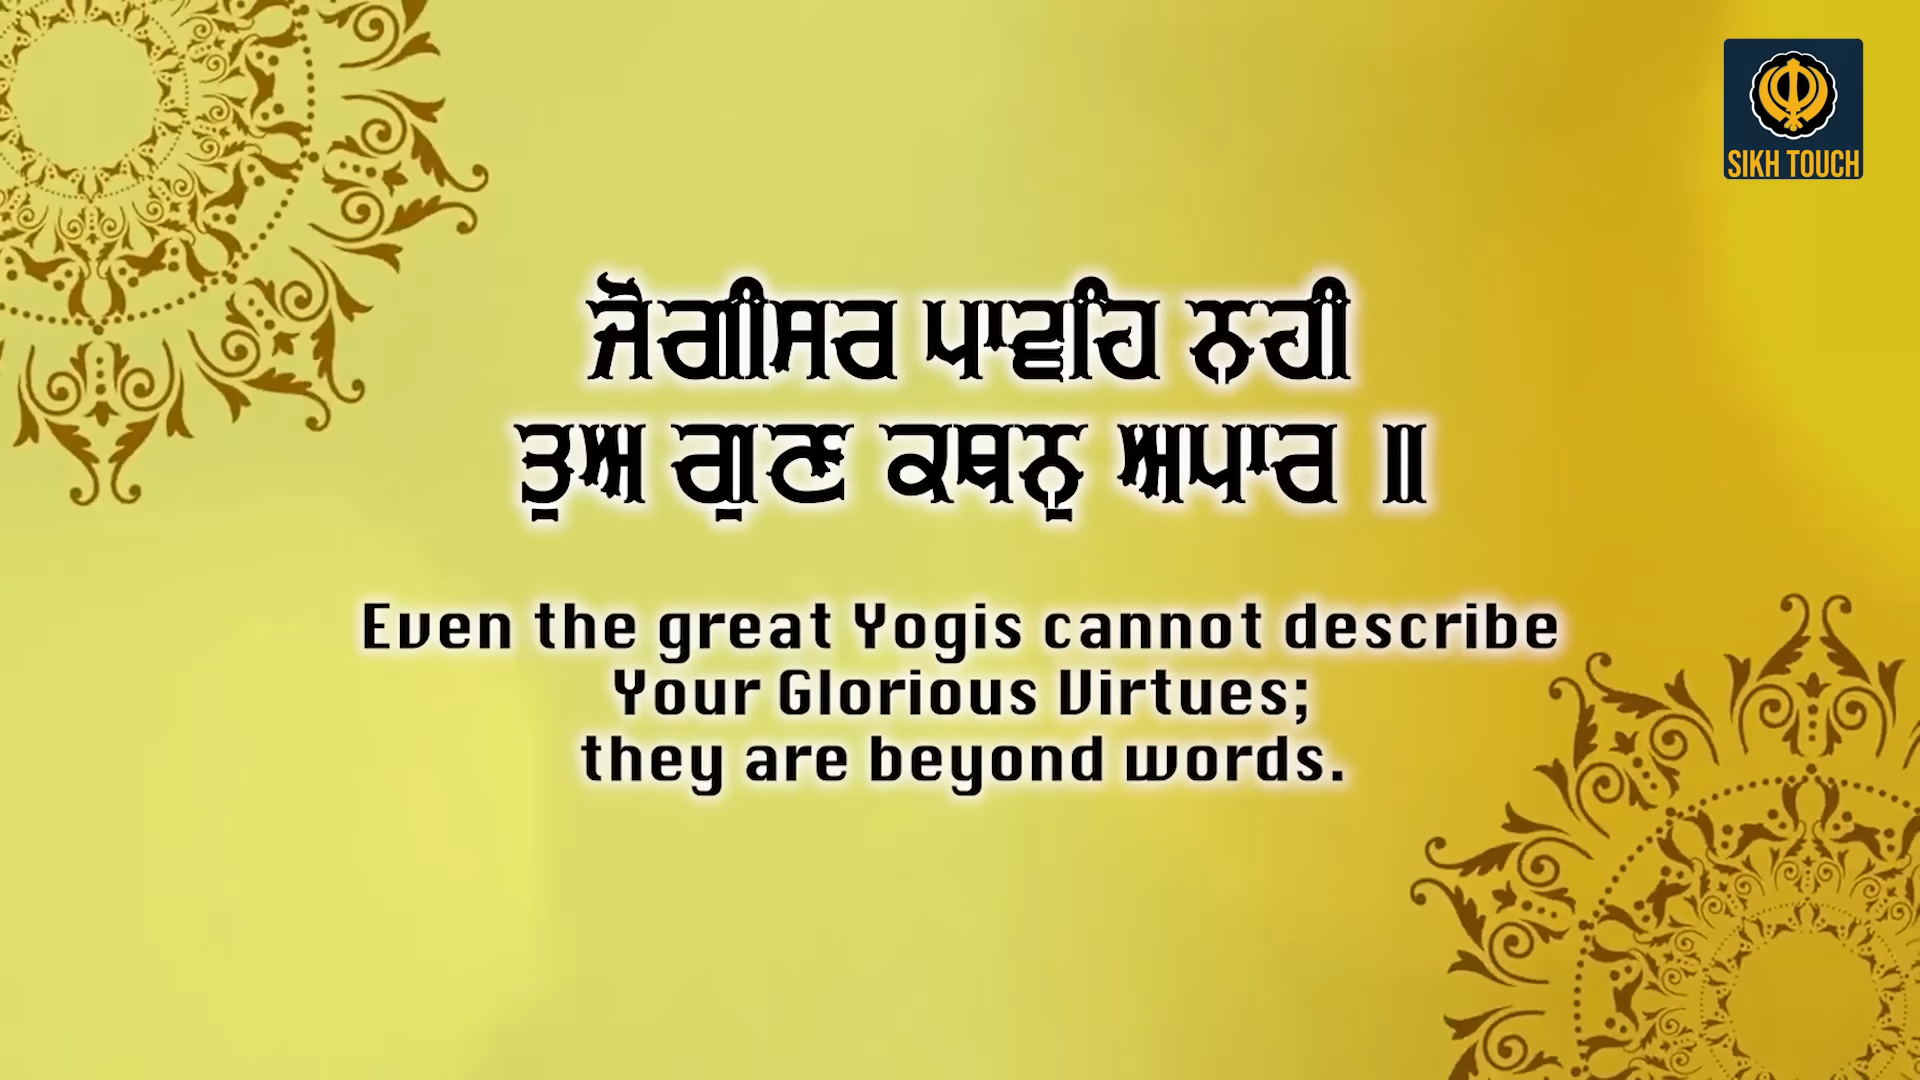 SIKH TOUCH
ਜੋਗੀਸਰ ਪਾਵਹਿ ਨਹੀ
ਤੁਅ ਗੁਣ ਕਥਨੁ ਅਪਾਰ ॥
Even the great Yogis cannot describe
Your Glorious Virtues;
they are beyond words.